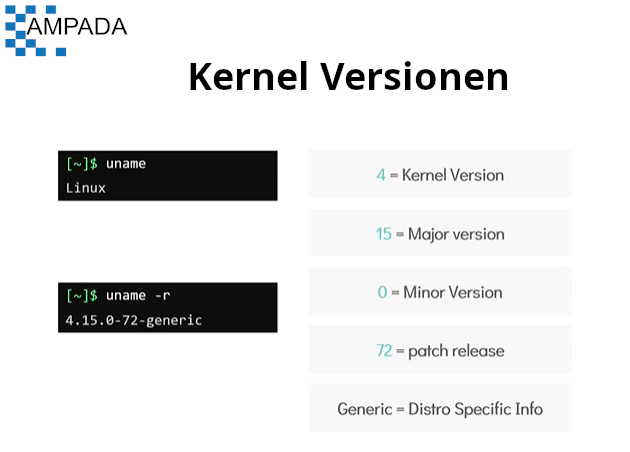 AMPADA
Kernel Versionen
[~]$ uname
Linux
[~]$ uname -r
4.15.0-72-generic
4 = Kernel Version
15 = Major version
0 = Minor Version
72 = patch release
Generic = Distro Specific Info